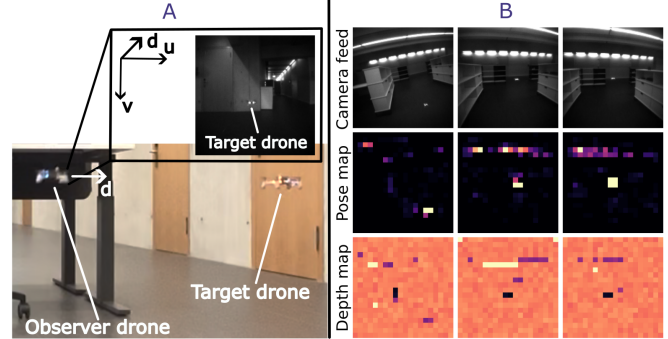 A
B
d
u
v
Target drone
d
Target drone
Observer drone
Camera feed
Pose map
Depth map